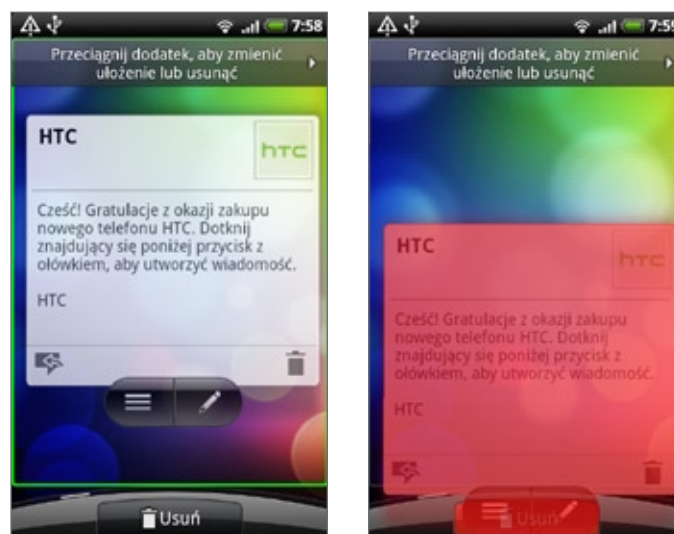 7:58
Przeciągnij dodatek, aby zmienić
ułożenie lub usunąć
HTC
hTC
Cześć! Gratulacje z okazji zakupu
nowego telefonu HTC. Dotknij
znajdujący się poniżej przycisk z
ołówkiem, aby utworzyć wiadomość.
HTC
Usuń
7:59
Przeciągnij dodatek, aby zmienić
ułożenie lub usunąć
HTC
hTC
Cześć! Gratulacje z okazji zakupu
nowego telefonu HTC. Dotknij
znajdujący się poniżej przycisk z
ołówkiem, aby utworzyć wiadomość.
HTC
Usuń